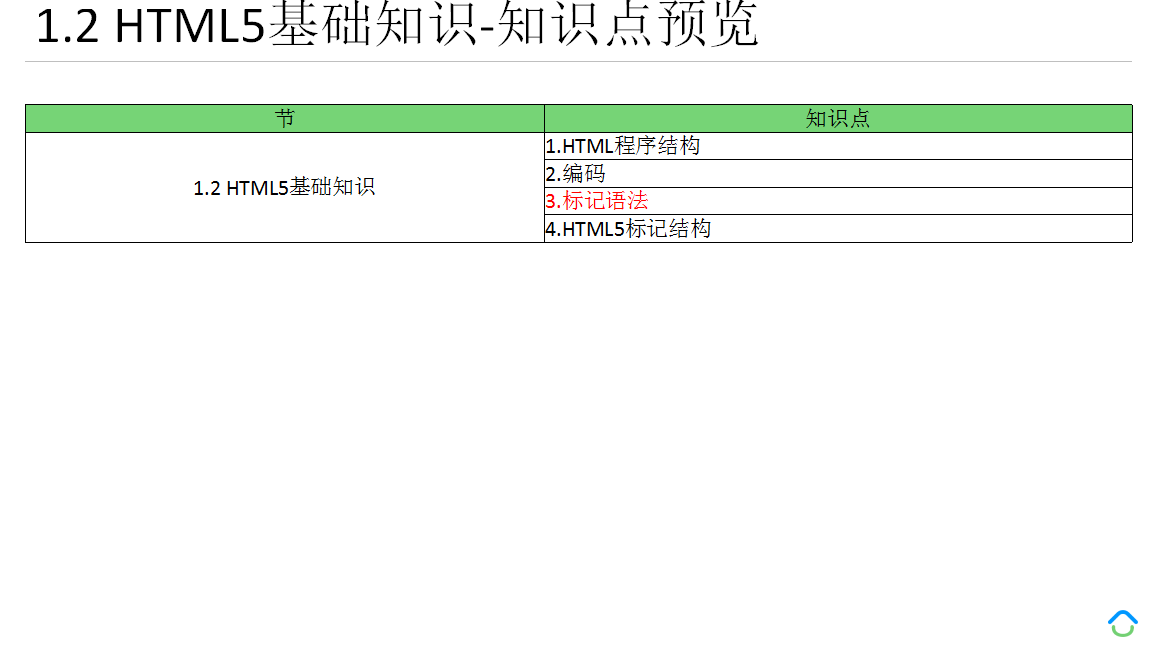 1.2 HTML5基础知识-知识点预览
节
知识点
1.2 HTML5基础知识
1.HTML程序结构
2.编码
3.标记语法
4.HTML5标记结构